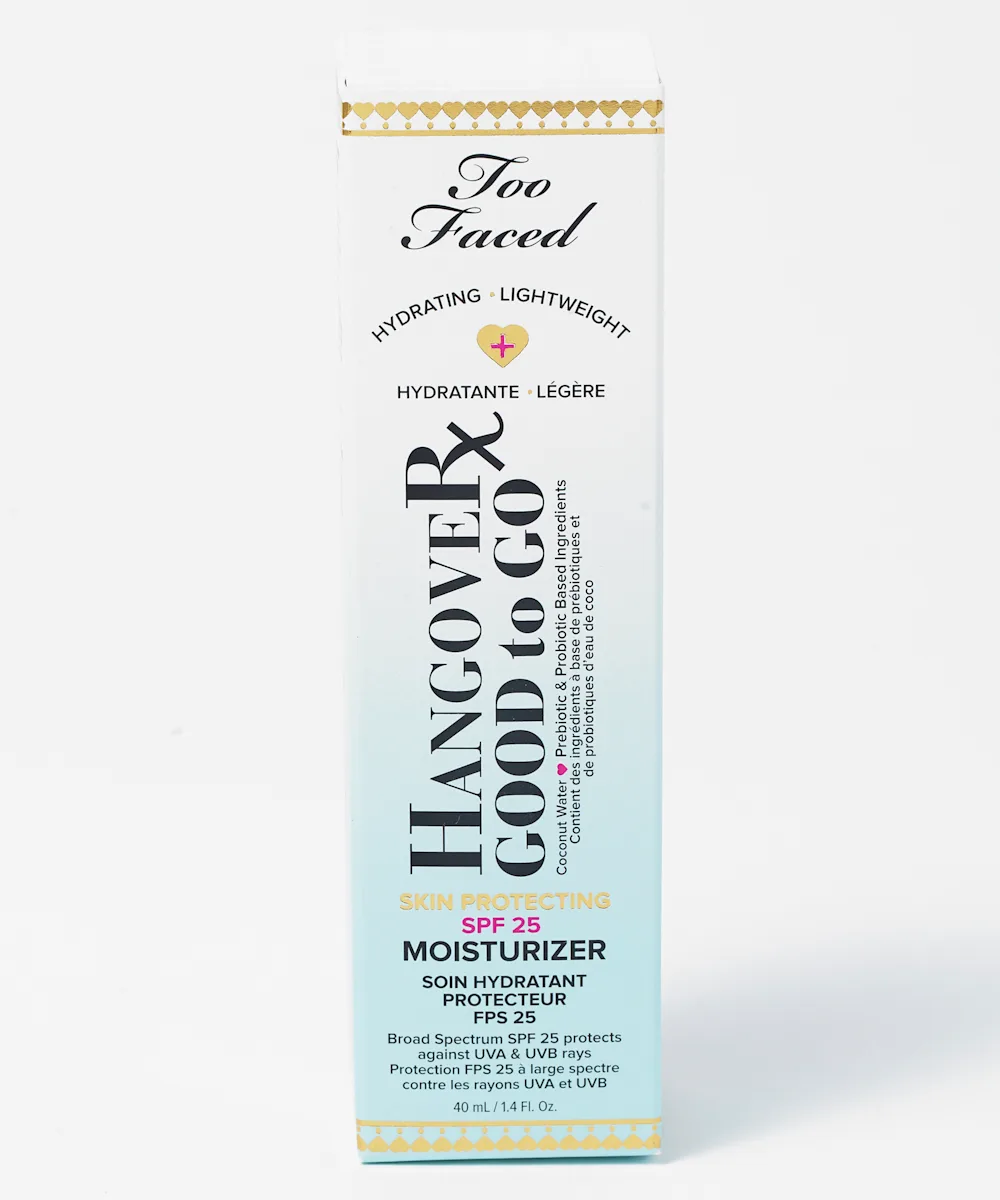 Too
Faced
HYDRATING • LIGHTWEIGHT
HYDRATANTE • LÉGÈRE
HANGOVERX
GOOD to GO
Coconut Water ♥ Prebiotic & Probiotic Based Ingredients
Contient des ingrédients à base de prébiotiques et
de probiotiques d'eau de coco
SKIN PROTECTING
SPF 25
MOISTURIZER
SOIN HYDRATANT
PROTECTEUR
FPS 25
Broad Spectrum SPF 25 protects
against UVA & UVB rays
Protection FPS 25 à large spectre
contre les rayons UVA et UVB
40 mL / 1.4 Fl. Oz.